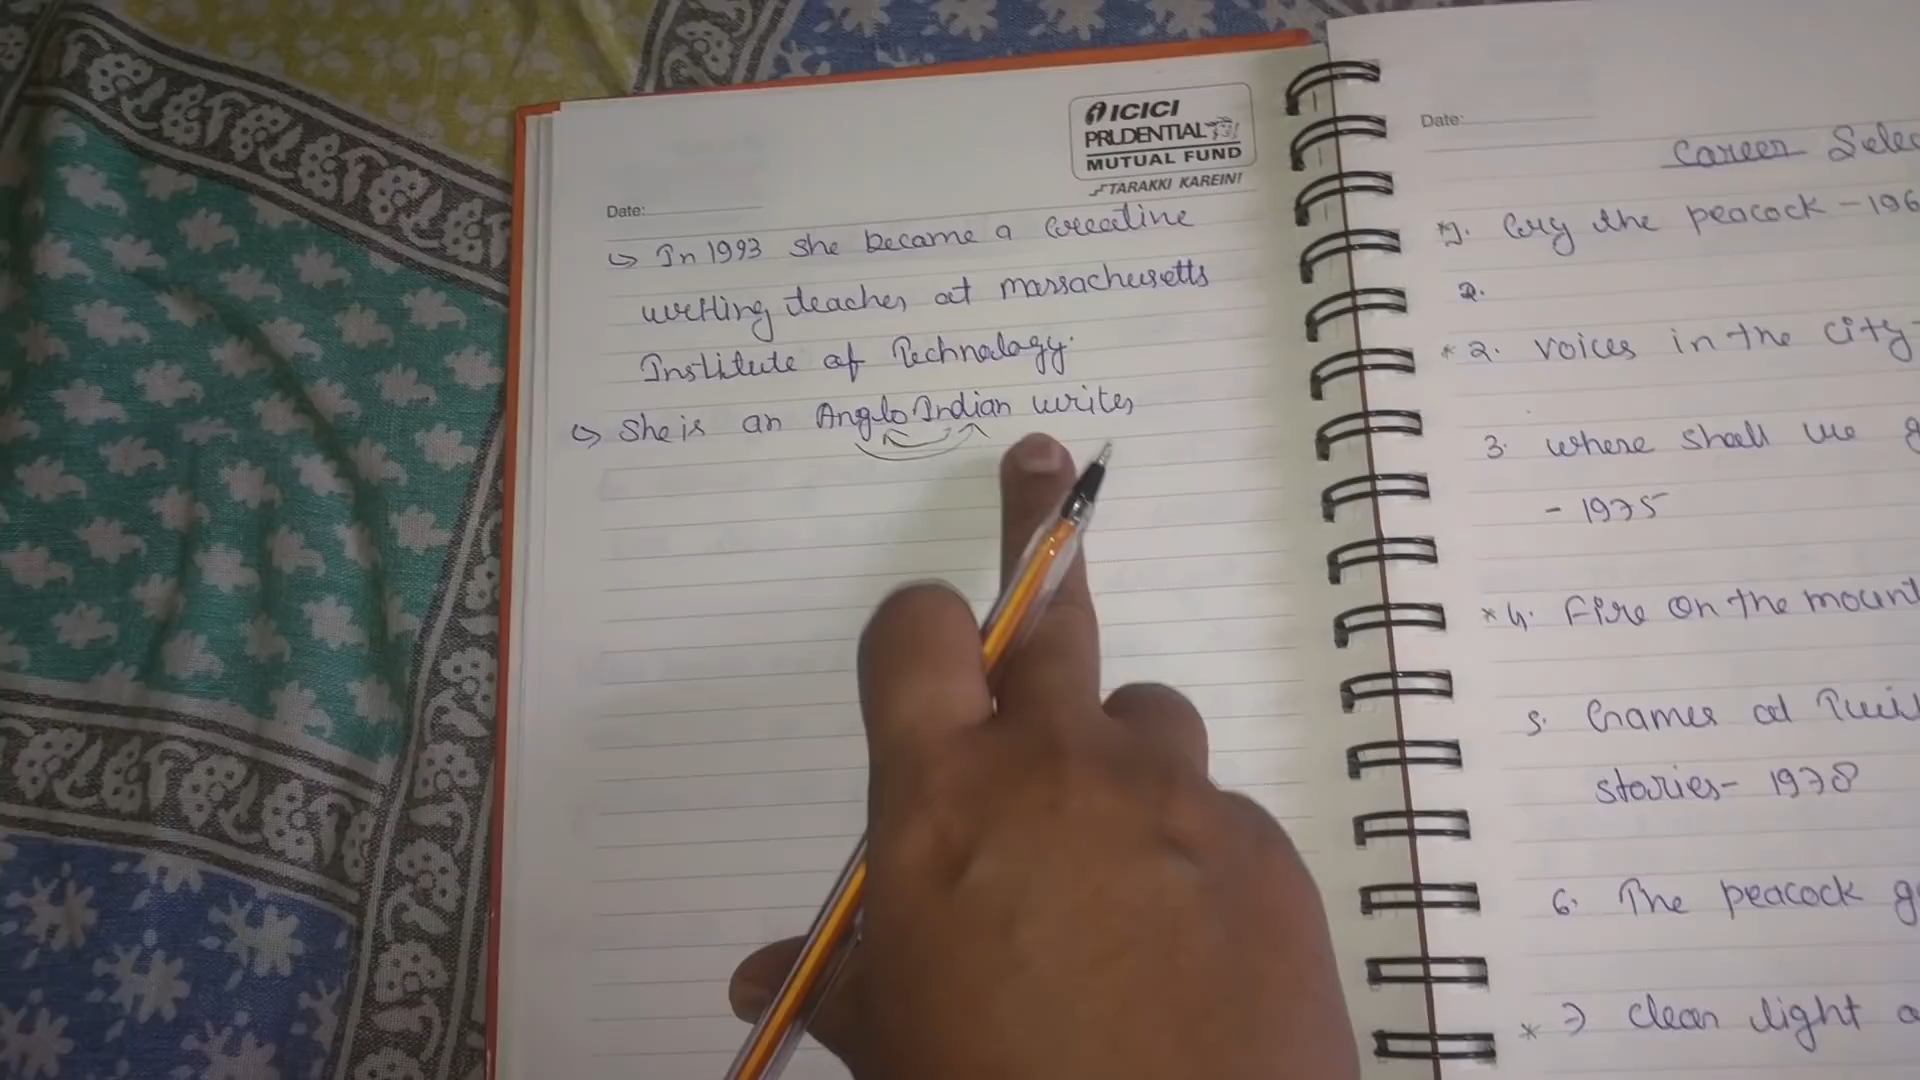 ICICI
PRUDENTIAL
MUTUAL FUND
TARAKKI KAREIN!
Date:
↪ In 1993 she became a creative
writing teacher at massachusetts
Institute of Technology.
↪ She is an Anglo Indian writer
Date:
Career
*1. Cry the peacock - 196
2.
* 2. Voices in the city
3. where shall we g
- 1975
* 4. Fire on the mount
5. Games at
stories - 1978
6. The peacock g
* 7 clean light a